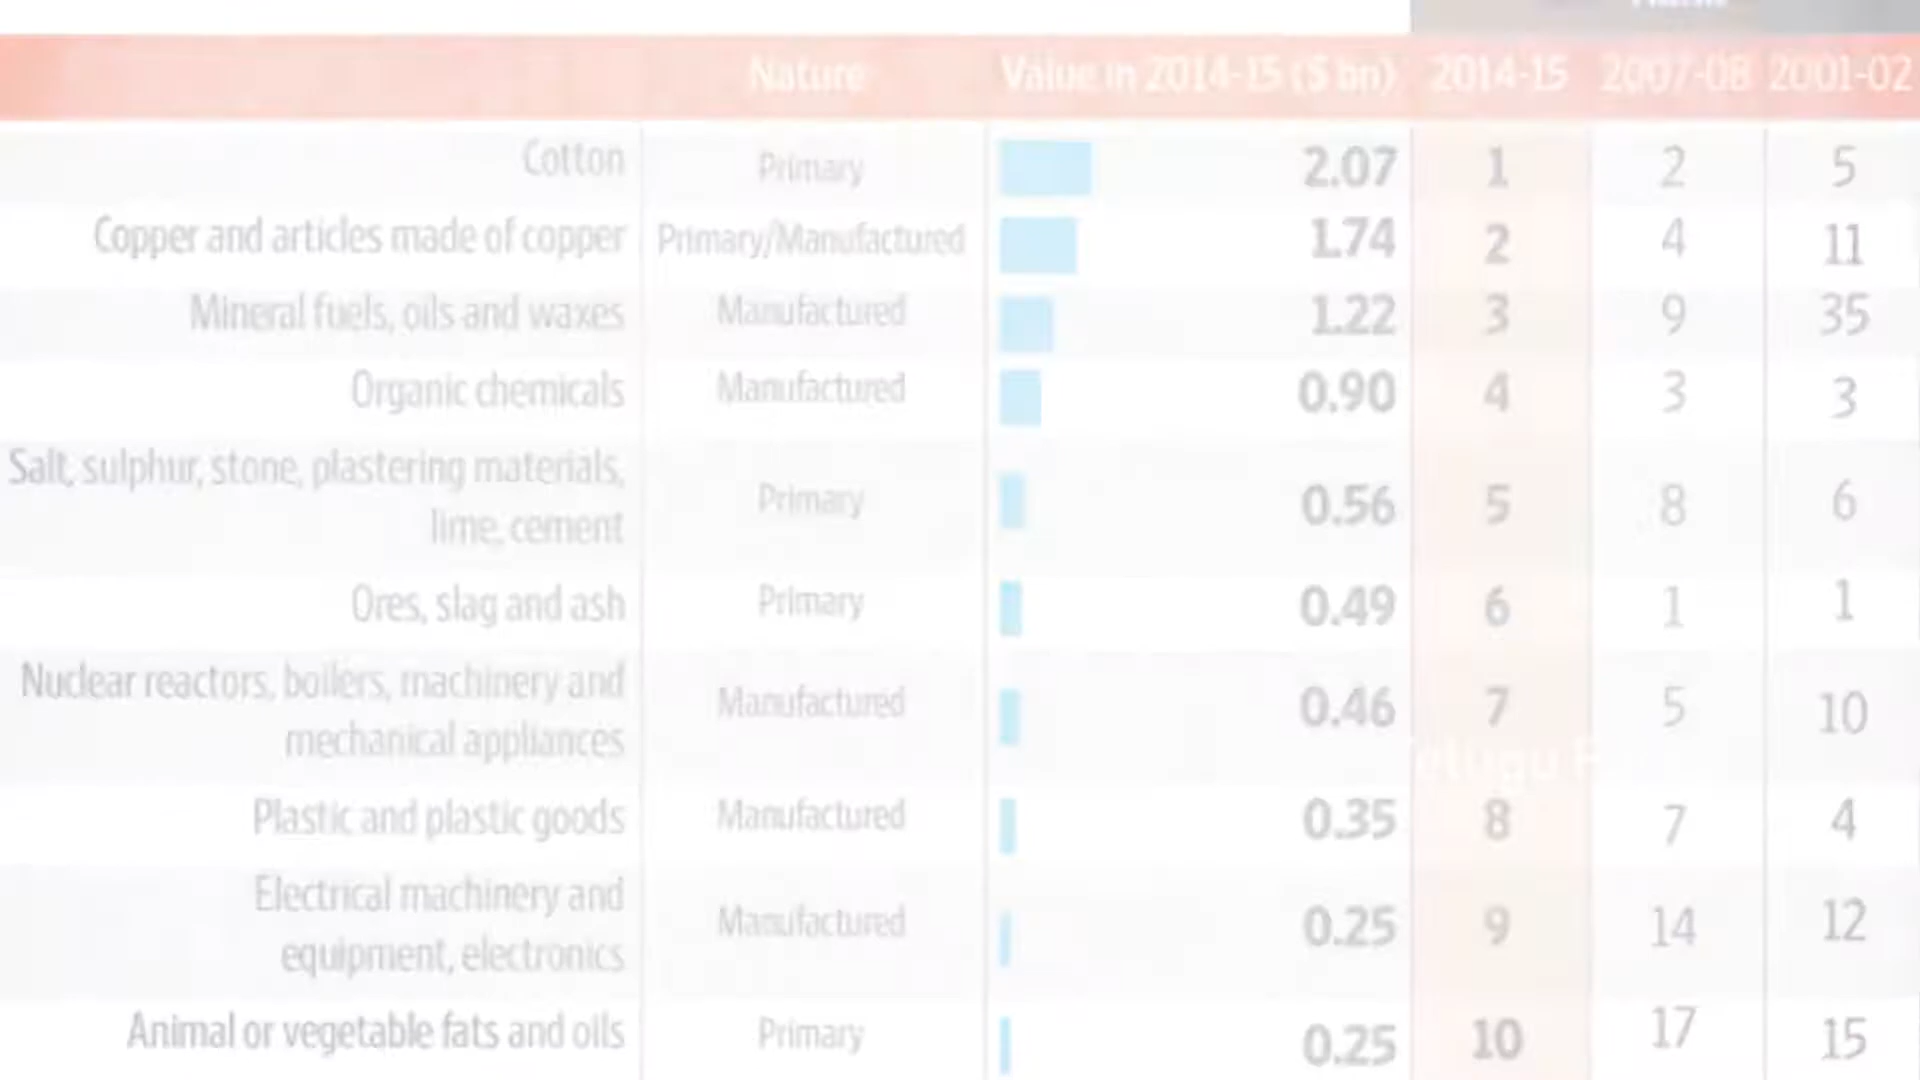 Nature Value in 2014-15 ($ bn) 2014-15 2007-08 2001-02
Cotton Primary 2.07 1 2 5
Copper and articles made of copper Primary/Manufactured 1.74 2 4 11
Mineral fuels, oils and waxes Manufactured 1.22 3 9 35
Organic chemicals Manufactured 0.90 4 3 3
Salt, sulphur, stone, plastering materials,
lime, cement Primary 0.56 5 8 6
Ores, slag and ash Primary 0.49 6 1 1
Nuclear reactors, boilers, machinery and
mechanical appliances Manufactured 0.46 7 5 10
Plastic and plastic goods Manufactured 0.35 8 7 4
Electrical machinery and
equipment, electronics Manufactured 0.25 9 14 12
Animal or vegetable fats and oils Primary 0.25 10 17 15